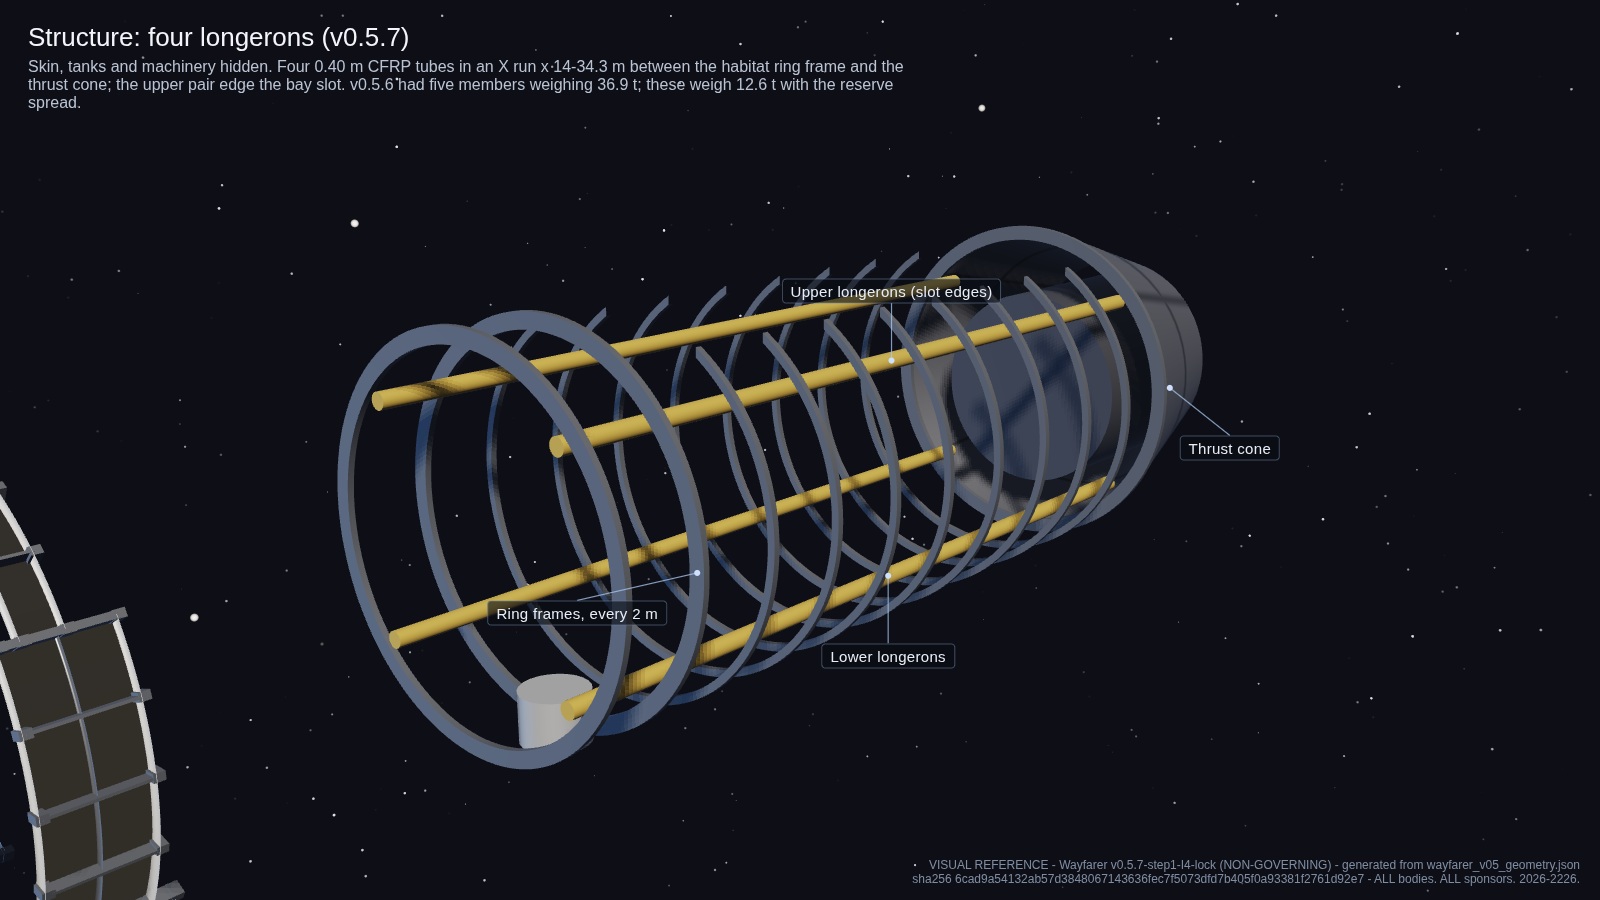 Structure: four longerons (v0.5.7)
Skin, tanks and machinery hidden. Four 0.40 m CFRP tubes in an X run x 14-34.3 m between the habitat ring frame and the
thrust cone; the upper pair edge the bay slot. v0.5.6 had five members weighing 36.9 t; these weigh 12.6 t with the reserve
spread.
Upper longerons (slot edges)
Thrust cone
Ring frames, every 2 m
Lower longerons
VISUAL REFERENCE - Wayfarer v0.5.7-step1-I4-lock (NON-GOVERNING) - generated from wayfarer_v05_geometry.json
sha256 6cad9a54132ab57d3848067143636fec7f5073dfd7b405f0a93381f2761d92e7 - ALL bodies. ALL sponsors. 2026-2226.